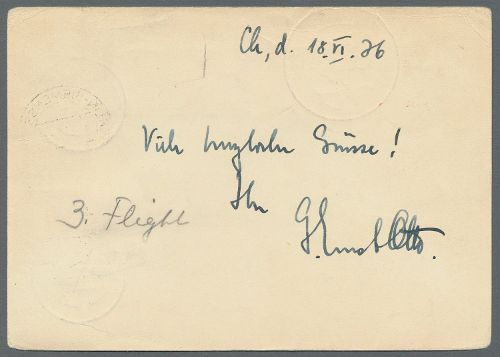 Ch, d. 18.VI.36
Viele herzliche Grüsse!
Ihr
3. Flight